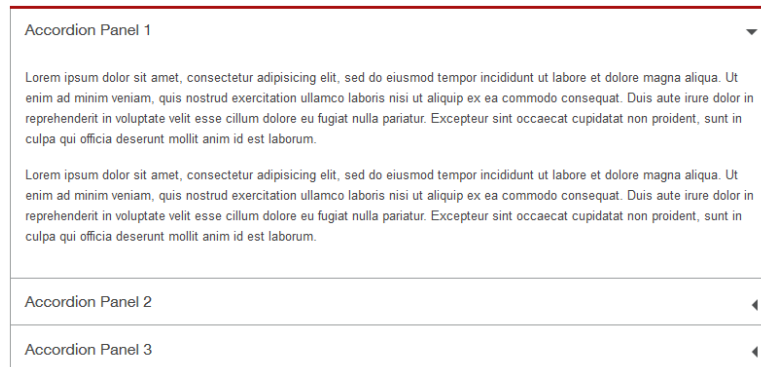 Accordion Panel 1
Lorem ipsum dolor sit amet, consectetur adipisicing elit, sed do eiusmod tempor incididunt ut labore et dolore magna aliqua. Ut
enim ad minim veniam, quis nostrud exercitation ullamco laboris nisi ut aliquip ex ea commodo consequat. Duis aute irure dolor in
reprehenderit in voluptate velit esse cillum dolore eu fugiat nulla pariatur. Excepteur sint occaecat cupidatat non proident, sunt in
culpa qui officia deserunt mollit anim id est laborum.
Lorem ipsum dolor sit amet, consectetur adipisicing elit, sed do eiusmod tempor incididunt ut labore et dolore magna aliqua. Ut
enim ad minim veniam, quis nostrud exercitation ullamco laboris nisi ut aliquip ex ea commodo consequat. Duis aute irure dolor in
reprehenderit in voluptate velit esse cillum dolore eu fugiat nulla pariatur. Excepteur sint occaecat cupidatat non proident, sunt in
culpa qui officia deserunt mollit anim id est laborum.
Accordion Panel 2
Accordion Panel 3